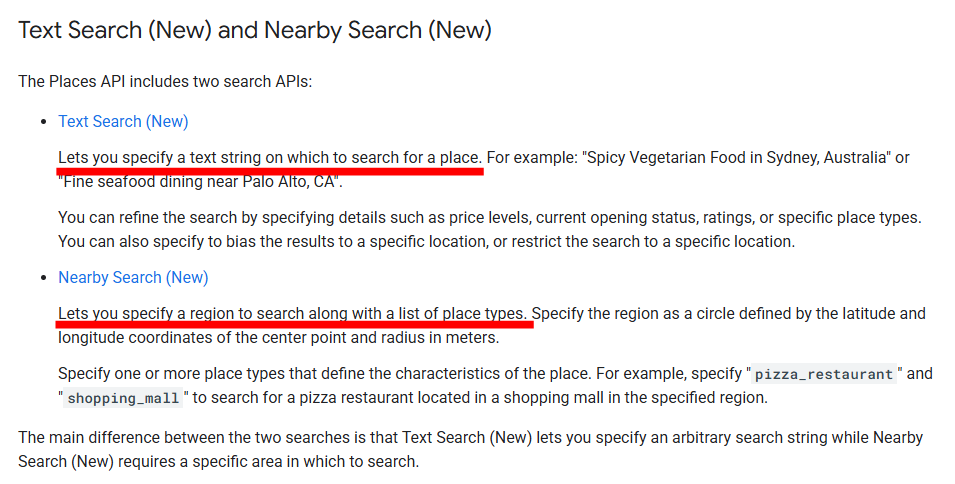 Text Search (New) and Nearby Search (New)
The Places API includes two search APIs:
• Text Search (New)
Lets you specify a text string on which to search for a place. For example: "Spicy Vegetarian Food in Sydney, Australia" or
"Fine seafood dining near Palo Alto, CA".
You can refine the search by specifying details such as price levels, current opening status, ratings, or specific place types.
You can also specify to bias the results to a specific location, or restrict the search to a specific location.
• Nearby Search (New)
Lets you specify a region to search along with a list of place types. Specify the region as a circle defined by the latitude and
longitude coordinates of the center point and radius in meters.
Specify one or more place types that define the characteristics of the place. For example, specify "pizza_restaurant" and
"shopping_mall" to search for a pizza restaurant located in a shopping mall in the specified region.
The main difference between the two searches is that Text Search (New) lets you specify an arbitrary search string while Nearby
Search (New) requires a specific area in which to search.